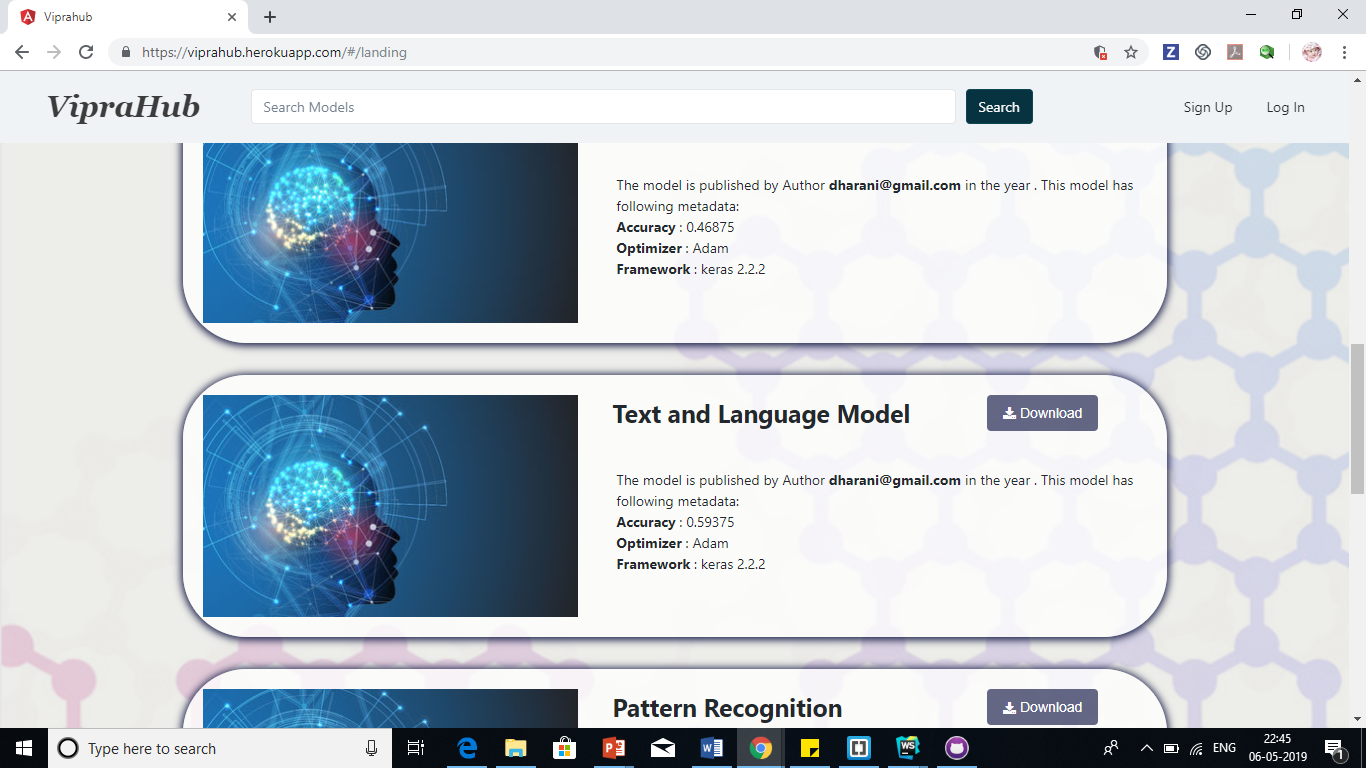 Viprahub
https://viprahub.herokuapp.com/#/landing
VipraHub
Search Models
Search
Sign Up
Log In
The model is published by Author dharani@gmail.com in the year . This model has
following metadata:
Accuracy : 0.46875
Optimizer : Adam
Framework : keras 2.2.2
Text and Language Model
Download
The model is published by Author dharani@gmail.com in the year . This model has
following metadata:
Accuracy : 0.59375
Optimizer : Adam
Framework : keras 2.2.2
Pattern Recognition
Download
Type here to search
ENG
22:45
06-05-2019